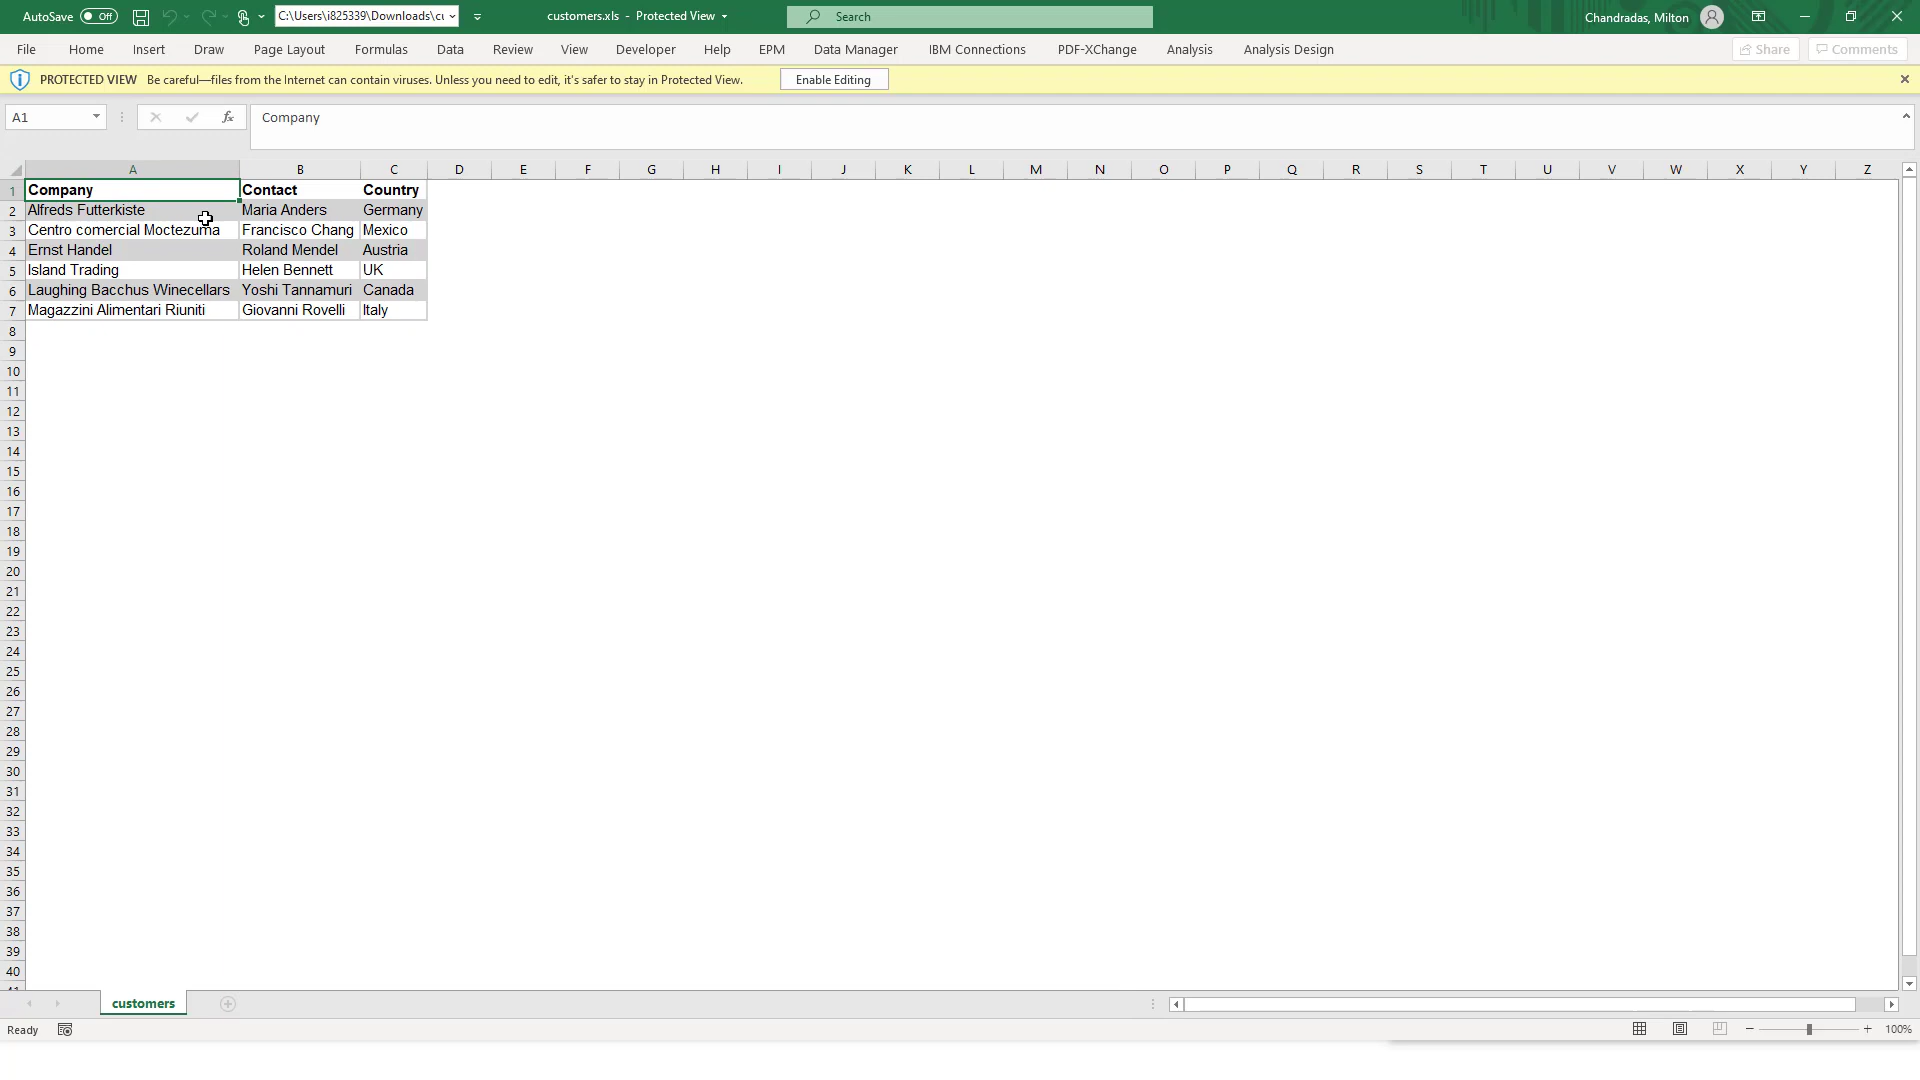 AutoSave Off C:\Users\i825339\Downloads\cu customers.xls - Protected View Search Chandradas, Milton
File Home Insert Draw Page Layout Formulas Data Review View Developer Help EPM Data Manager IBM Connections PDF-XChange Analysis Analysis Design Share Comments
PROTECTED VIEW Be careful—files from the Internet can contain viruses. Unless you need to edit, it's safer to stay in Protected View. Enable Editing
A1 fx Company
A B C D E F G H I J K L M N O P Q R S T U V W X Y Z
1 Company Contact Country
2 Alfreds Futterkiste Maria Anders Germany
3 Centro comercial Moctezuma Francisco Chang Mexico
4 Ernst Handel Roland Mendel Austria
5 Island Trading Helen Bennett UK
6 Laughing Bacchus Winecellars Yoshi Tannamuri Canada
7 Magazzini Alimentari Riuniti Giovanni Rovelli Italy
8
9
10
11
12
13
14
15
16
17
18
19
20
21
22
23
24
25
26
27
28
29
30
31
32
33
34
35
36
37
38
39
40
customers
Ready 100%